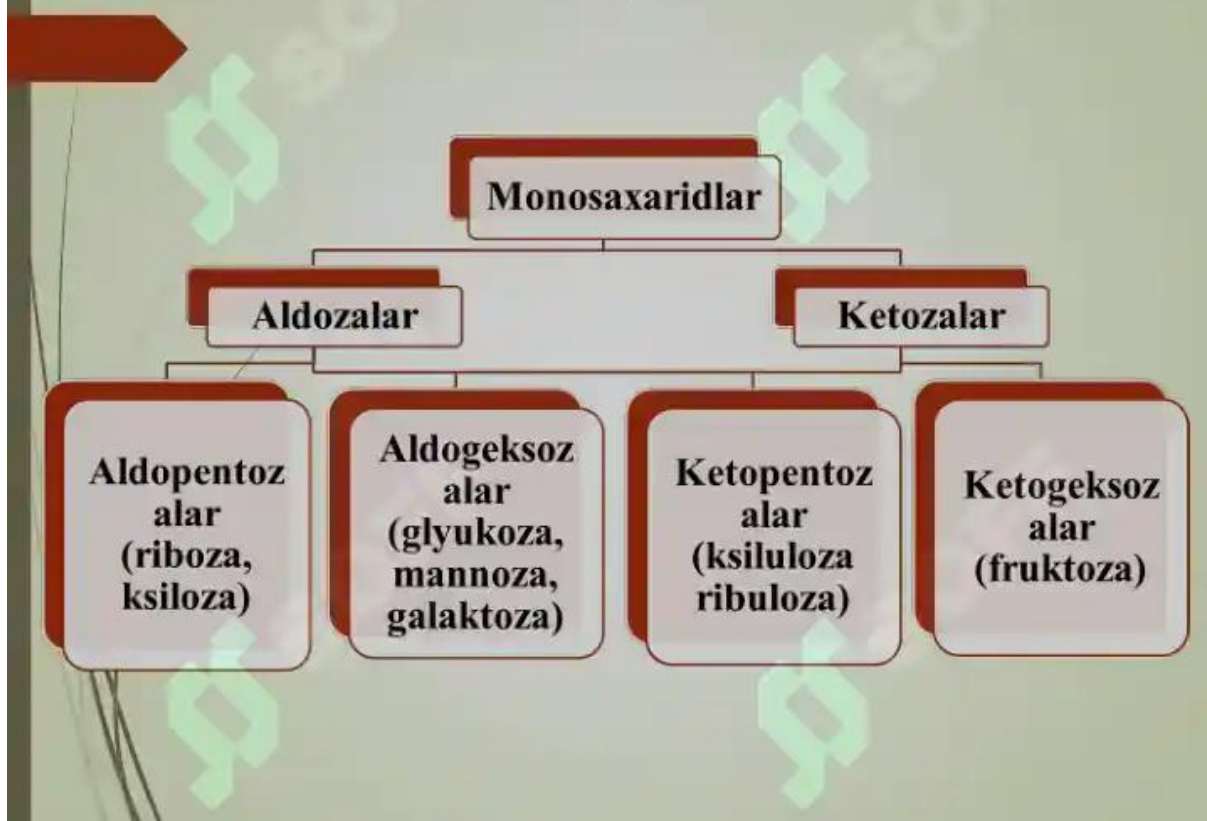 Monosaxaridlar
Aldozalar
Ketozalar
Aldopentoz
alar
(riboza,
ksiloza)
Aldogeksoz
alar
(glyukoza,
mannoza,
galaktoza)
Ketopentoz
alar
(ksiluloza
ribuloza)
Ketogeksoz
alar
(fruktoza)